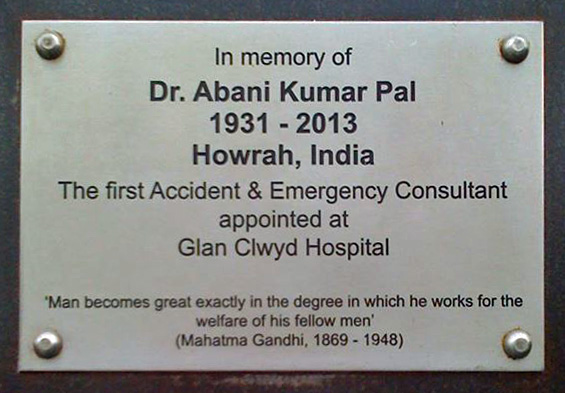 In memory of
Dr. Abani Kumar Pal
1931 - 2013
Howrah, India
The first Accident & Emergency Consultant
appointed at
Glan Clwyd Hospital
'Man becomes great exactly in the degree in which he works for the
welfare of his fellow men'
(Mahatma Gandhi, 1869 - 1948)